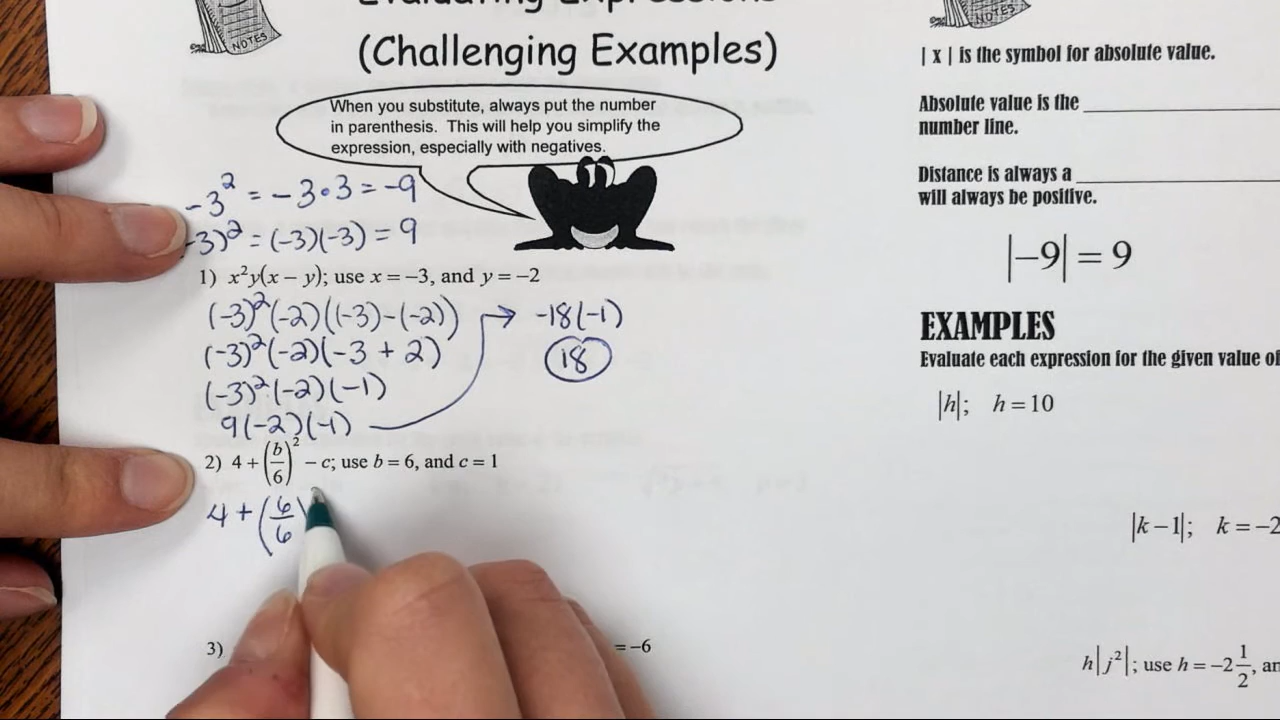 (Challenging Examples)
NOTES
When you substitute, always put the number
in parenthesis. This will help you simplify the
expression, especially with negatives.
-3² = -3•3 = -9
-3)² = (-3)(-3) = 9
1) x²y(x − y); use x = −3, and y = −2
(-3)²(-2)((-3)-(-2))
(-3)²(-2)(-3 + 2)
(-3)²(-2)(-1)
9(-2)(-1) → -18(-1)
18
2) 4 + (b/6)² − c; use b = 6, and c = 1
4 + (6/6)
3)
= −6
NOTES
| x | is the symbol for absolute value.
Absolute value is the ____________
number line.
Distance is always a ____________
will always be positive.
|−9| = 9
EXAMPLES
Evaluate each expression for the given value of
|h|; h = 10
|k − 1|; k = −2
h|j²|; use h = −2 1/2, an